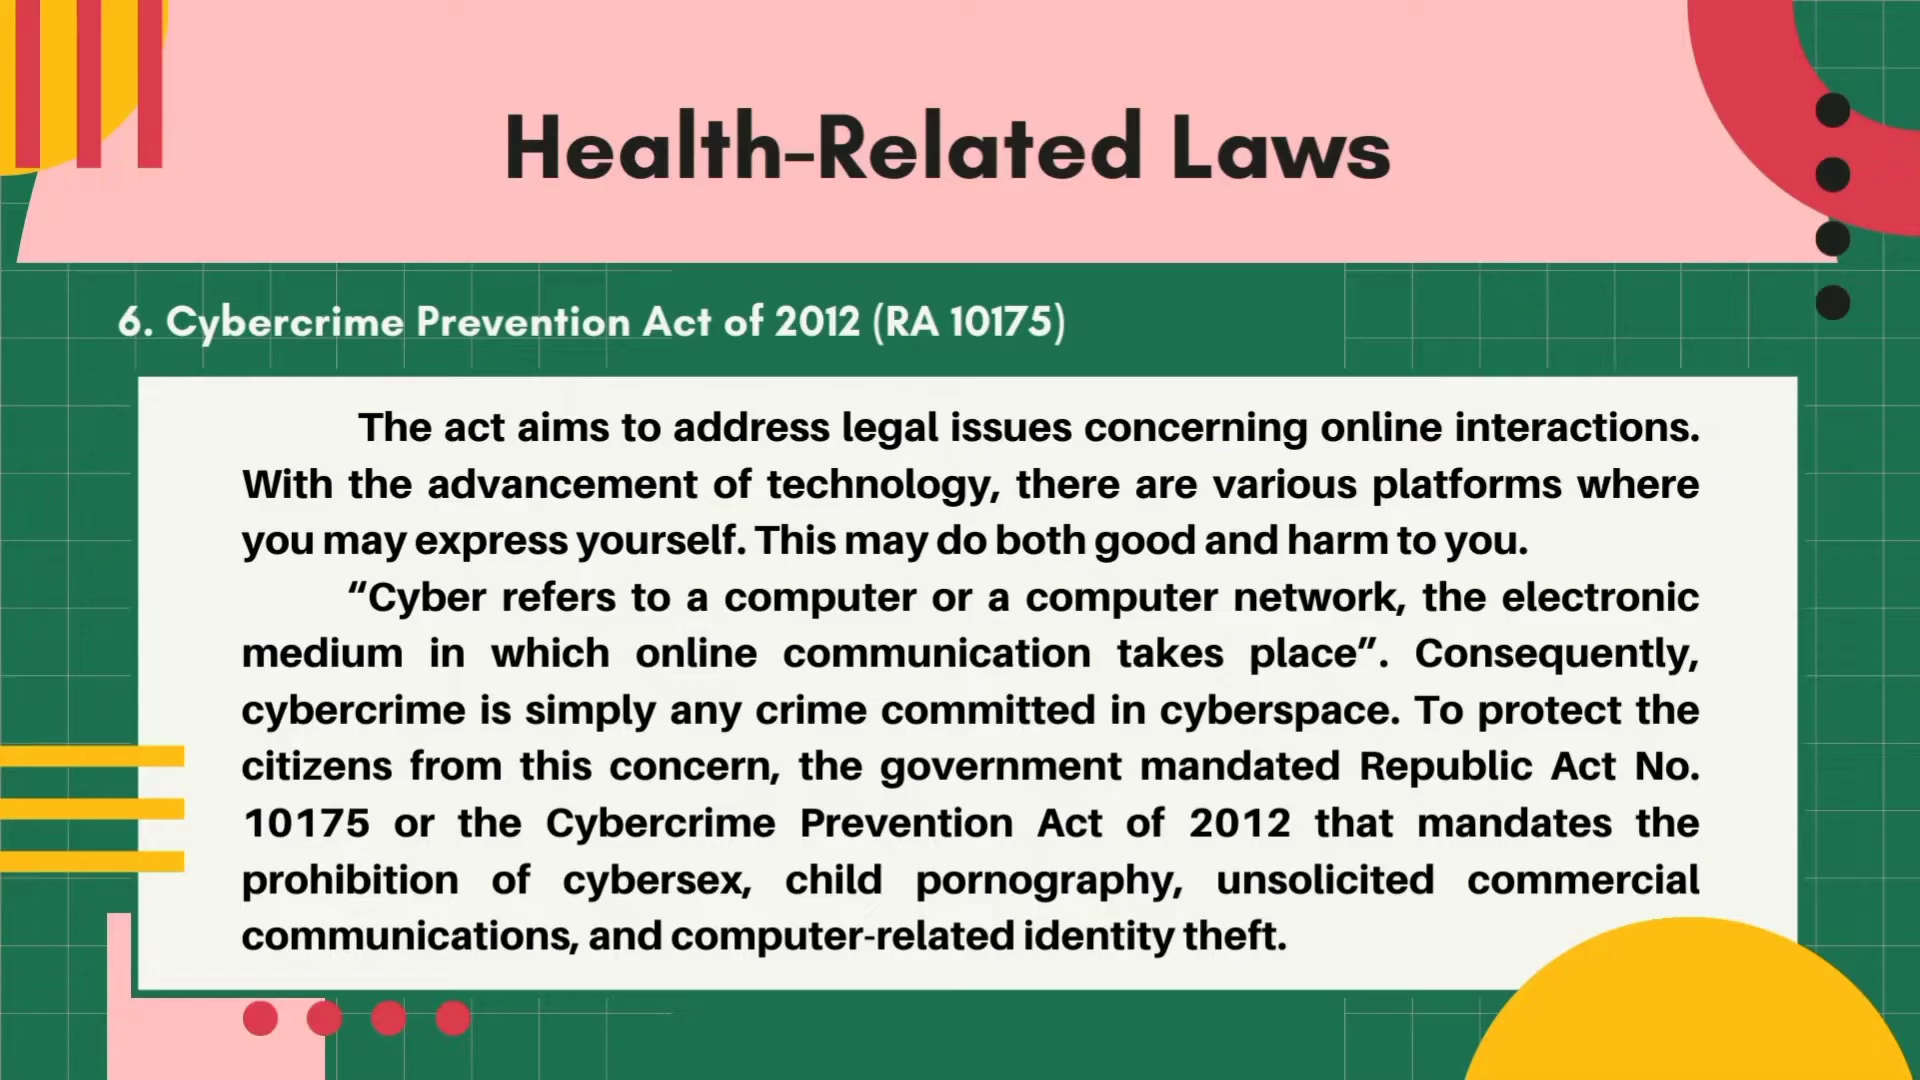 Health-Related Laws
6. Cybercrime Prevention Act of 2012 (RA 10175)
The act aims to address legal issues concerning online interactions.
With the advancement of technology, there are various platforms where
you may express yourself. This may do both good and harm to you.
“Cyber refers to a computer or a computer network, the electronic
medium in which online communication takes place”. Consequently,
cybercrime is simply any crime committed in cyberspace. To protect the
citizens from this concern, the government mandated Republic Act No.
10175 or the Cybercrime Prevention Act of 2012 that mandates the
prohibition of cybersex, child pornography, unsolicited commercial
communications, and computer-related identity theft.